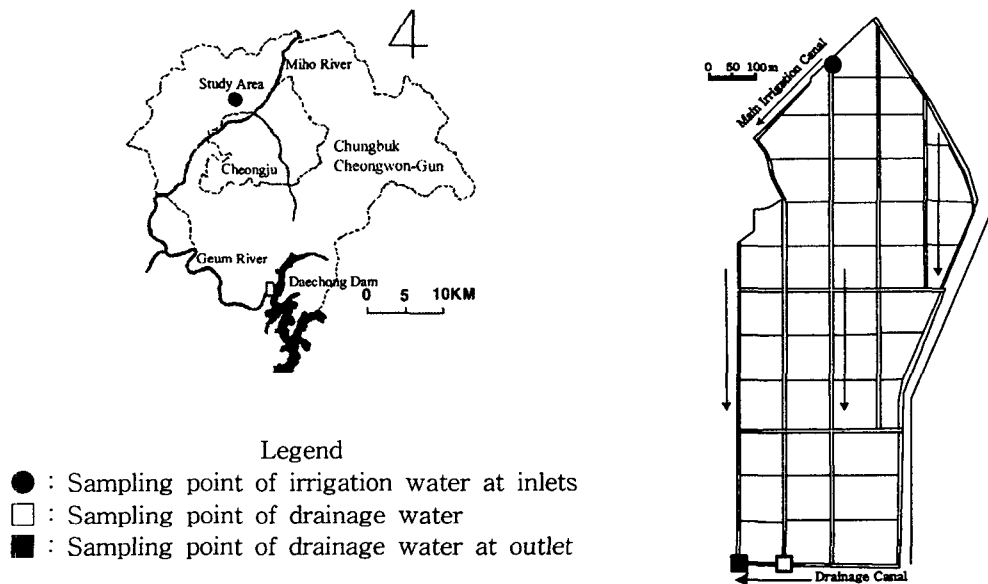 Miho River
Study Area
Chungbuk
Cheongwon-Gun
Cheongju
Geum River
Daechong Dam
0 5 10KM
Legend
● : Sampling point of irrigation water at inlets
□ : Sampling point of drainage water
■ : Sampling point of drainage water at outlet
0 50 100m
Main Irrigation Canal
Drainage Canal